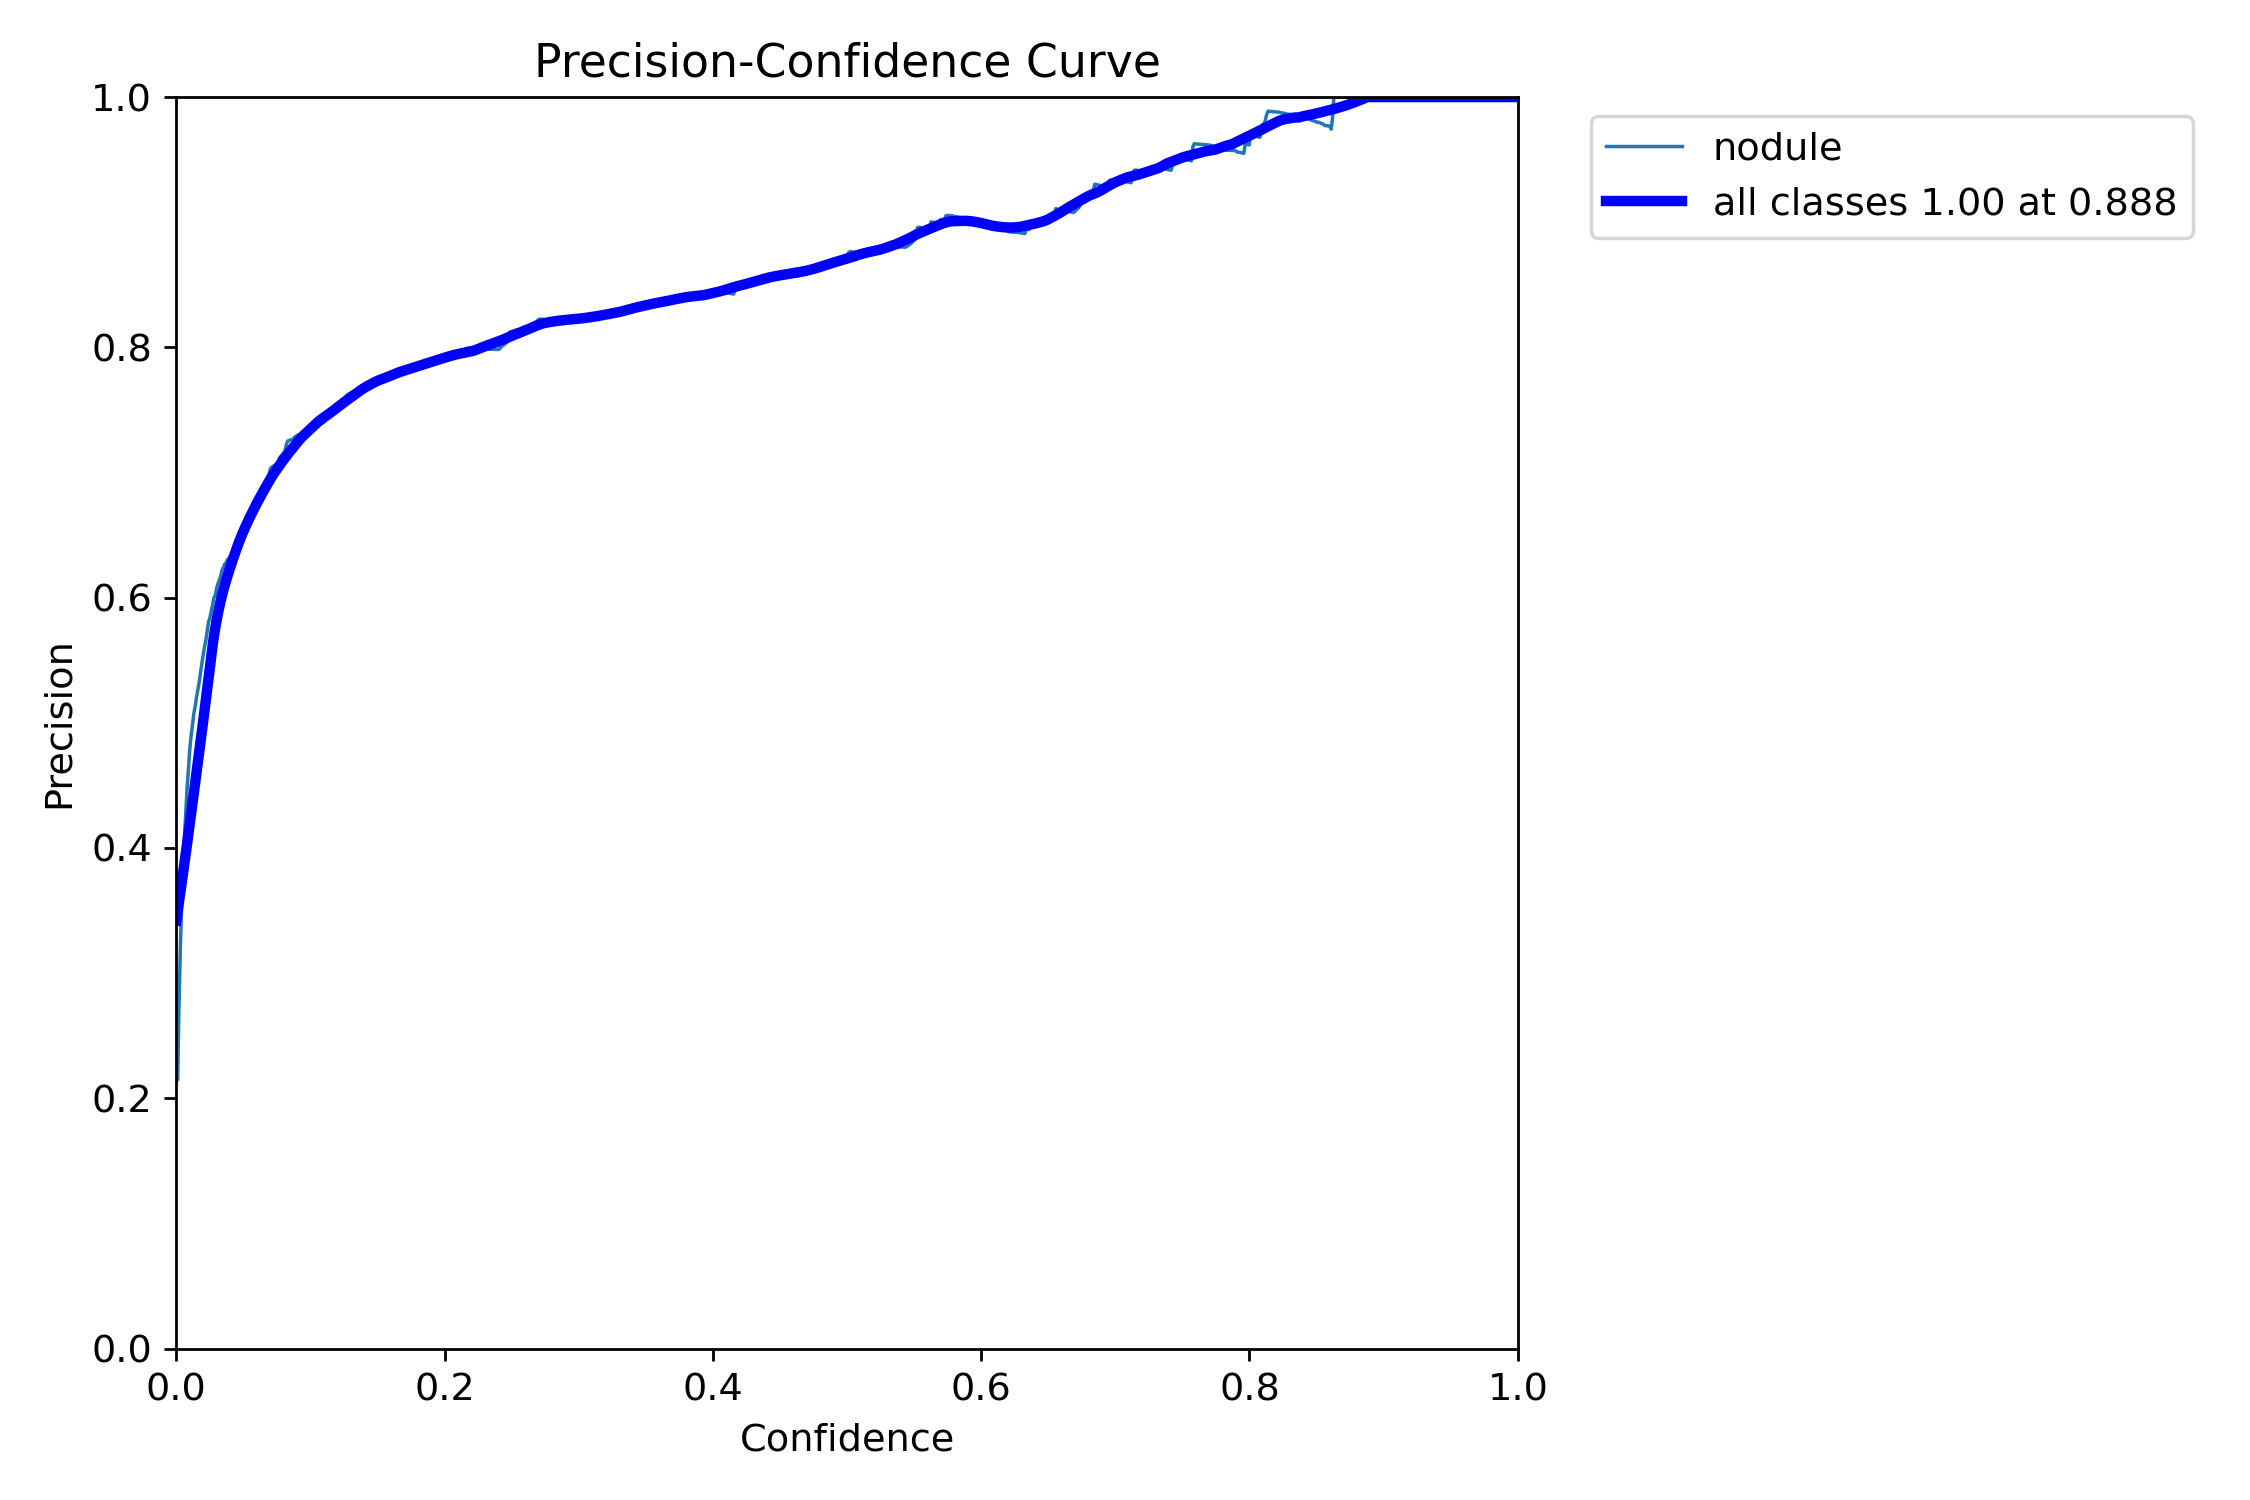 Precision-Confidence Curve
1.0
0.8
0.6
0.4
0.2
0.0
Precision
0.0 0.2 0.4 0.6 0.8 1.0
Confidence
nodule
all classes 1.00 at 0.888